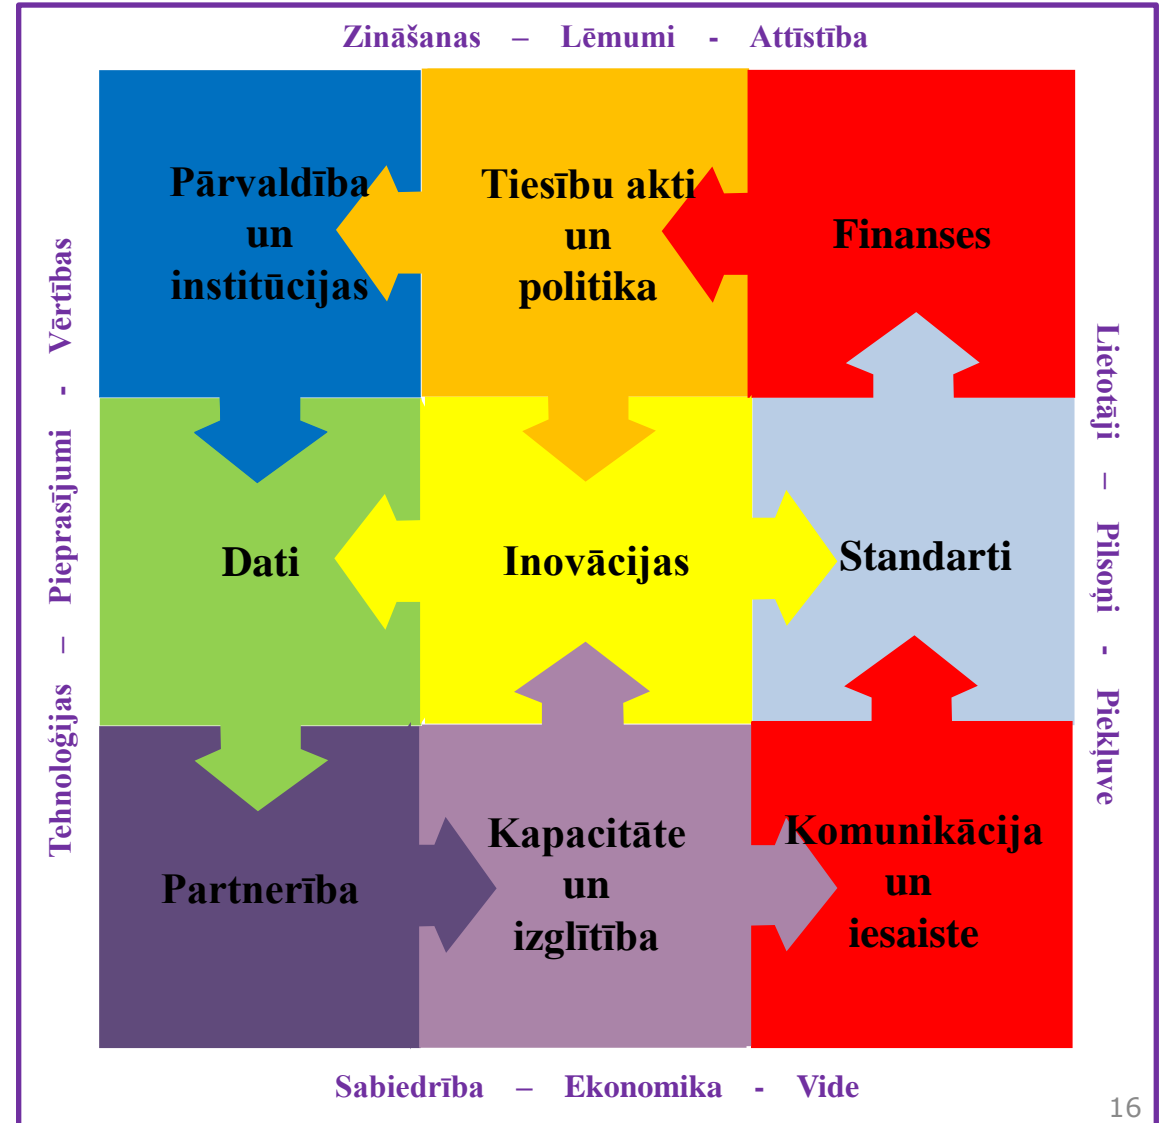 Zināšanas – Lēmumi - Attīstība
Pārvaldība
un
institūcijas
Tiesību akti
un
politika
Finanses
Tehnoloģijas – Pieprasījumi - Vērtības
Lietotāji – Pilsoņi - Piekļuve
Dati
Inovācijas
Standarti
Partnerība
Kapacitāte
un
izglītība
Komunikācija
un
iesaiste
Sabiedrība – Ekonomika - Vide
16